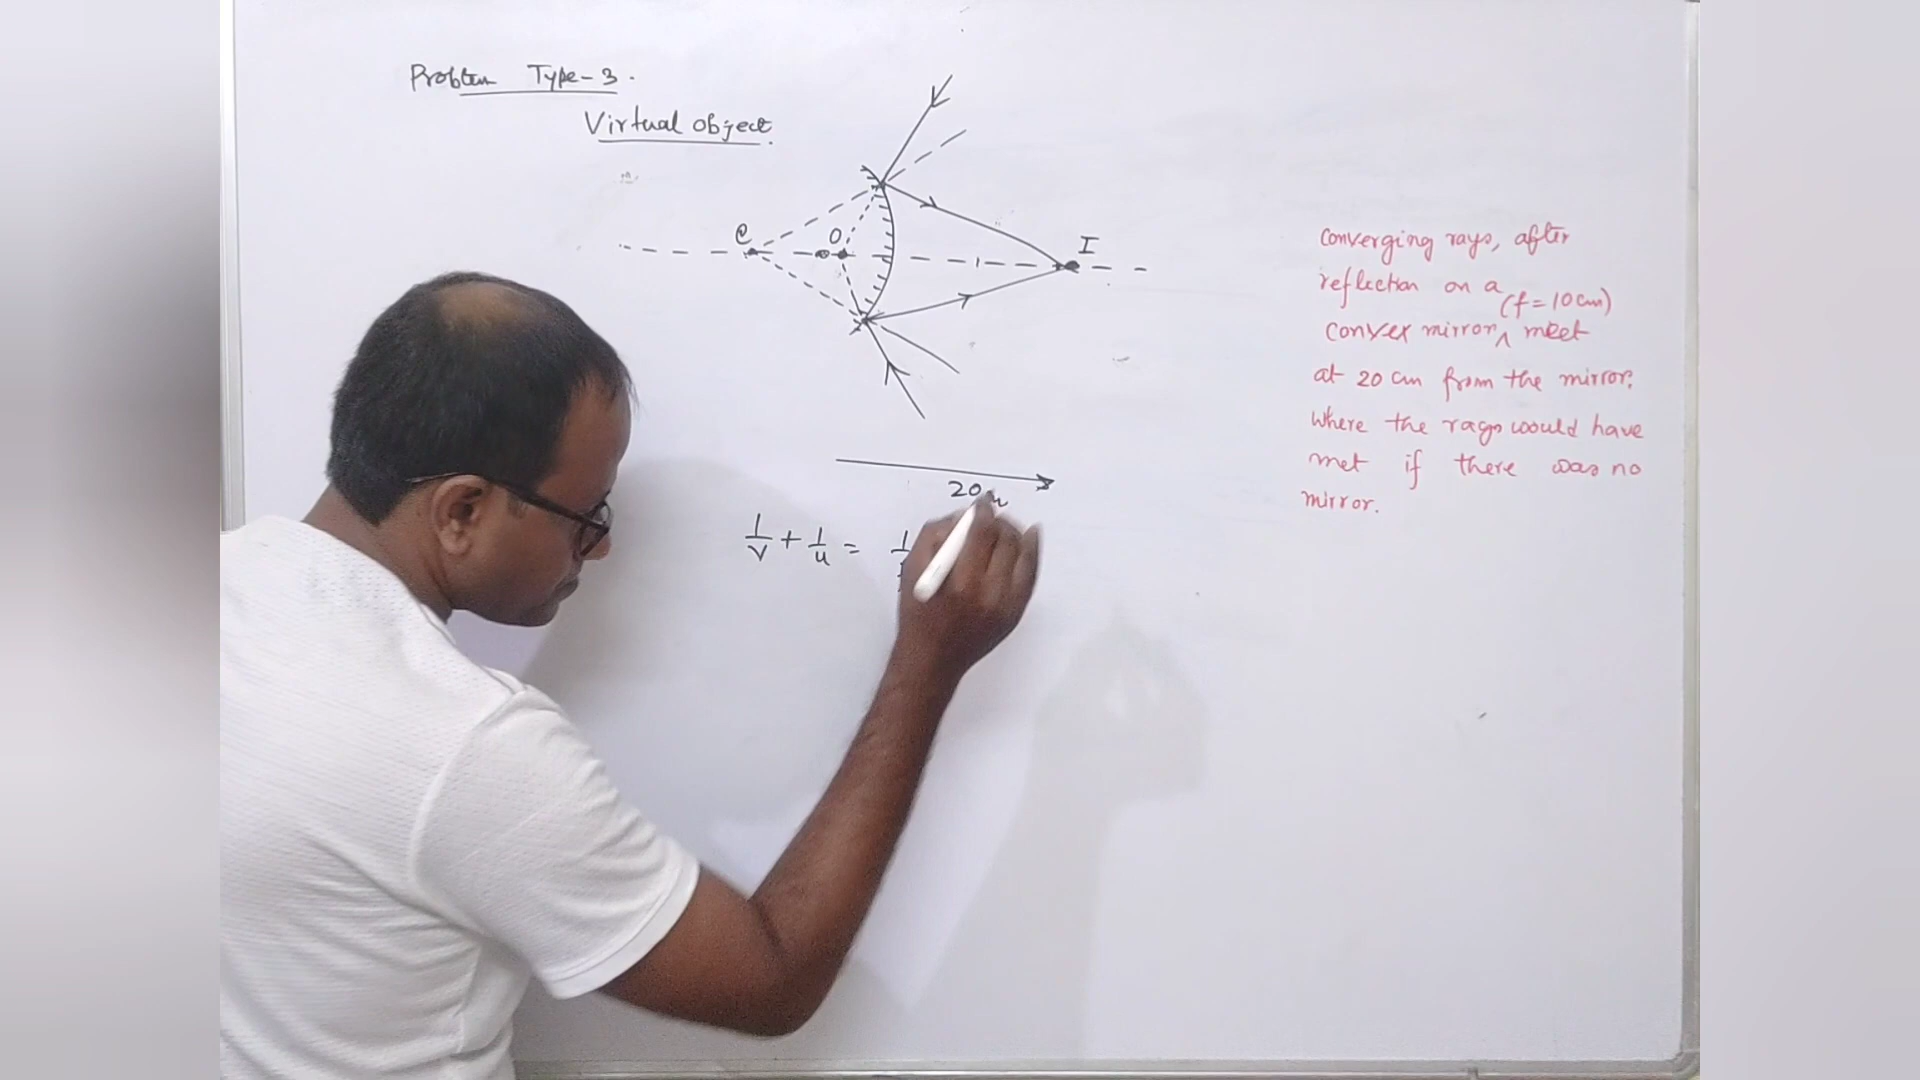 Problem Type-3.
Virtual object.
C
O
I
20
1/v + 1/u = 1
Converging rays, after
reflection on a
(f = 10 cm)
convex mirror ^ meet
at 20 cm from the mirror.
Where the rays would have
met if there was no
mirror.